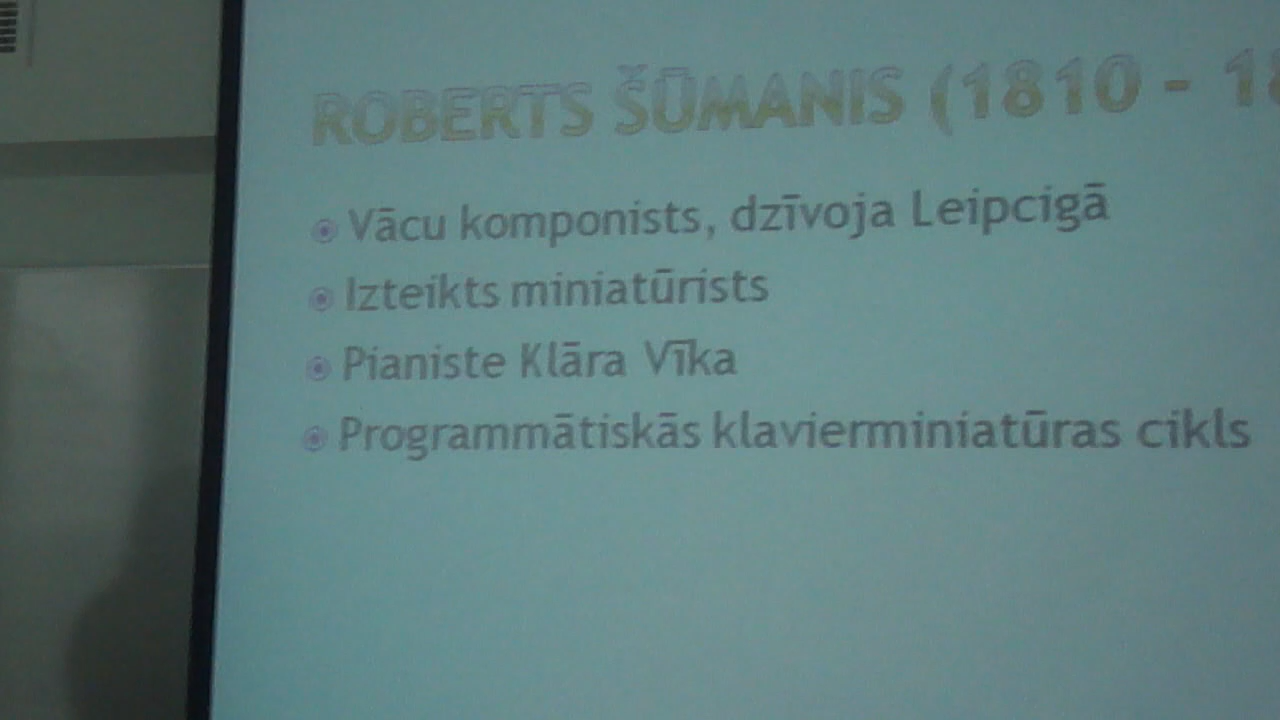 ROBERTS ŠŪMANIS (1810 - 18
Vācu komponists, dzīvoja Leipcigā
Izteikts miniatūrists
Pianiste Klāra Vīka
Programmātiskās klavierminiatūras cikls